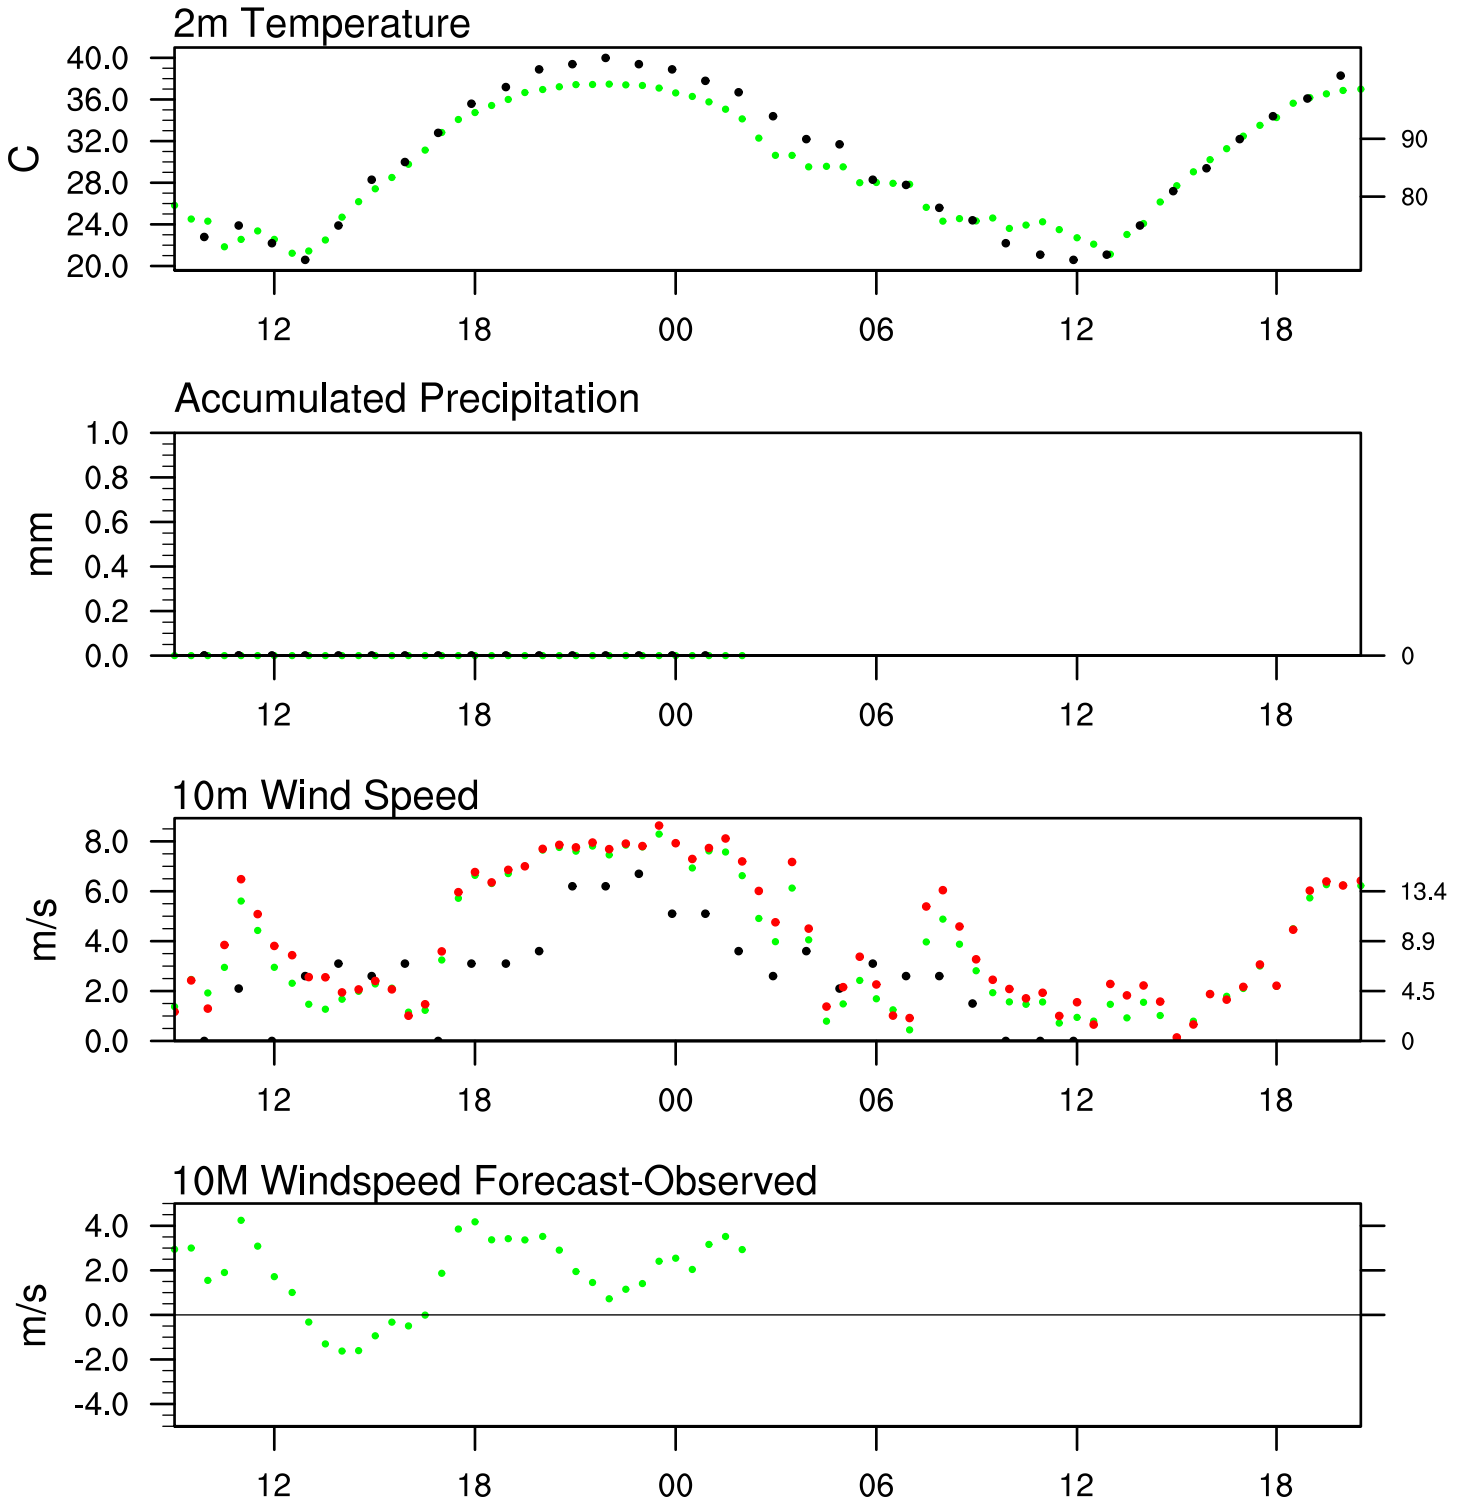 2m Temperature
40.0
36.0
32.0
28.0
24.0
20.0
C
90
80
12 18 00 06 12 18
Accumulated Precipitation
1.0
0.8
0.6
0.4
0.2
0.0
mm
0
12 18 00 06 12 18
10m Wind Speed
8.0
6.0
4.0
2.0
0.0
m/s
13.4
8.9
4.5
0
12 18 00 06 12 18
10M Windspeed Forecast-Observed
4.0
2.0
0.0
-2.0
-4.0
m/s
12 18 00 06 12 18